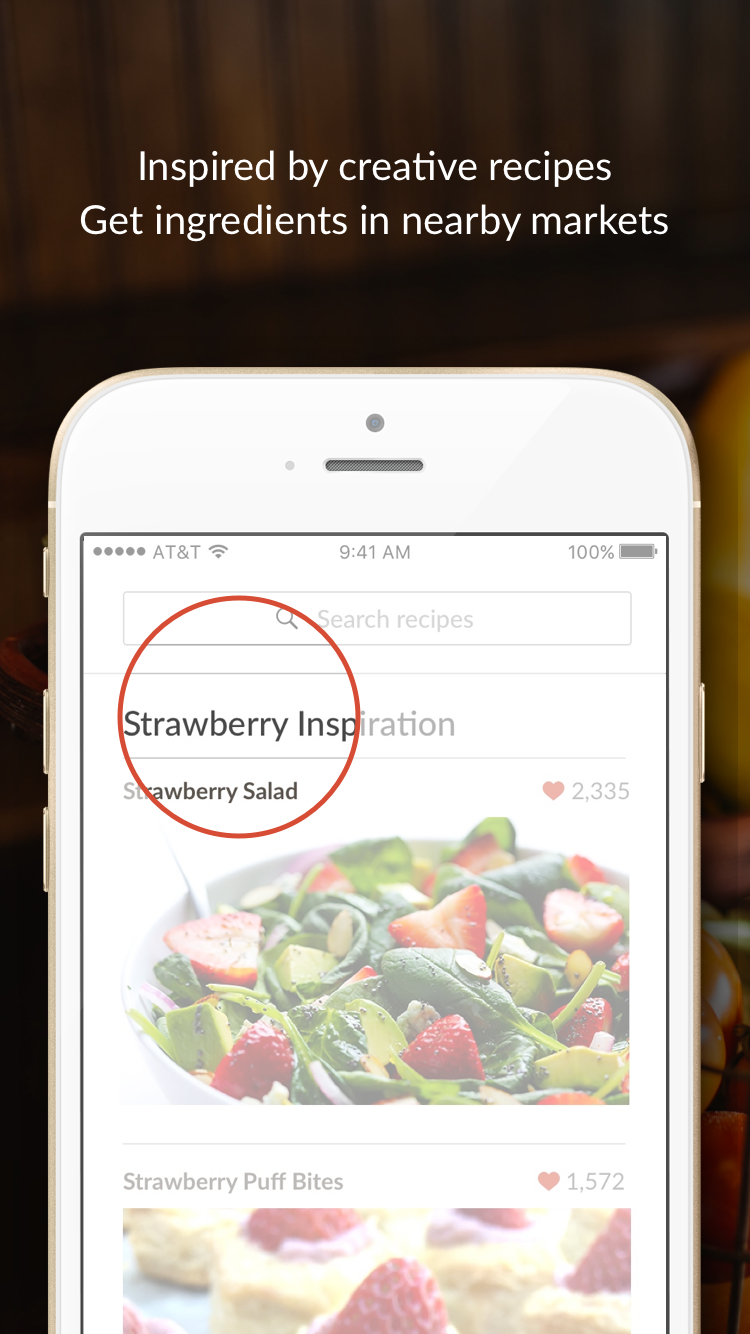 Inspired by creative recipes
Get ingredients in nearby markets
AT&T 9:41 AM 100%
Search recipes
Strawberry Inspiration
Strawberry Salad 2,335
Strawberry Puff Bites 1,572